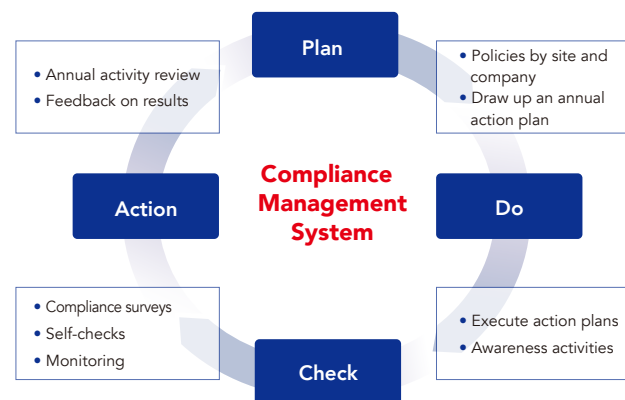 Plan
• Annual activity review
• Feedback on results
• Policies by site and
company
• Draw up an annual
action plan
Compliance
Management
System
Action
Do
• Compliance surveys
• Self-checks
• Monitoring
• Execute action plans
• Awareness activities
Check